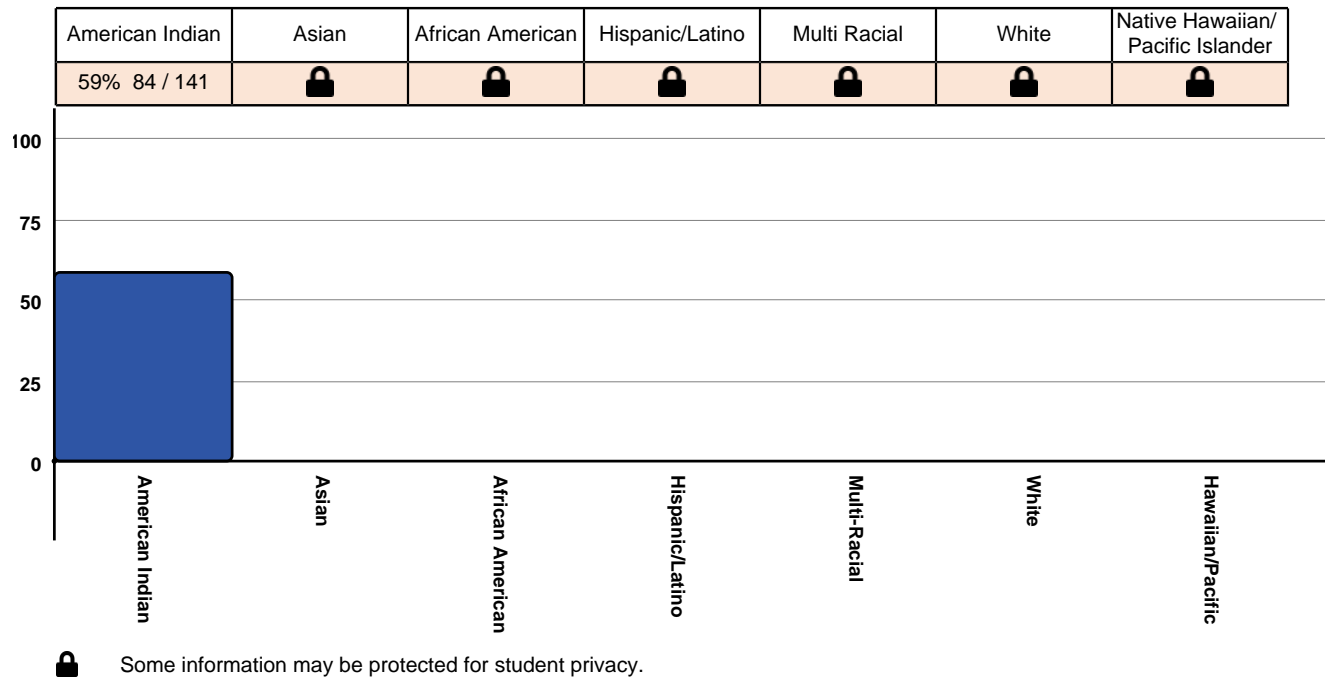 American Indian Asian African American Hispanic/Latino Multi Racial White Native Hawaiian/
Pacific Islander
59% 84 / 141
100
75
50
25
0
American Indian
Asian
African American
Hispanic/Latino
Multi-Racial
White
Hawaiian/Pacific
Some information may be protected for student privacy.